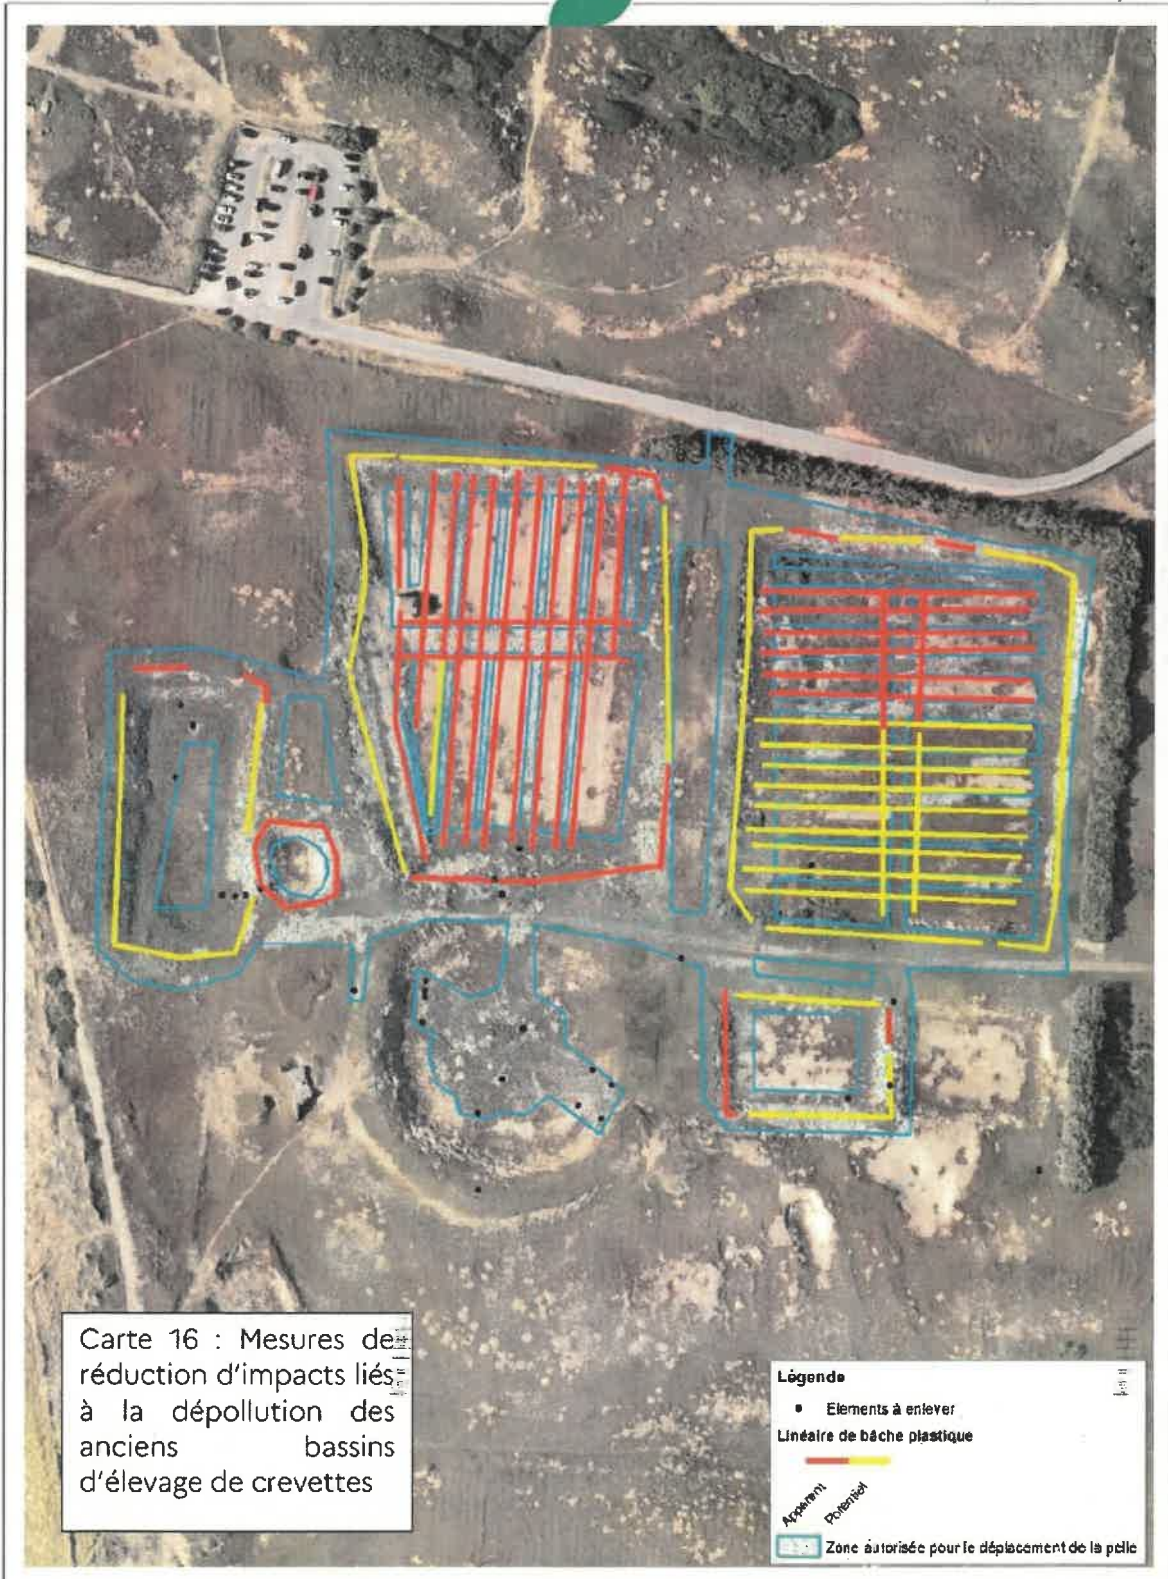 Carte 16 : Mesures de
réduction d'impacts liés
à la dépollution des
anciens bassins
d'élevage de crevettes
Légende
Elements à enlever
Linéaire de bâche plastique
Apparent
Potentiel
Zone autorisée pour le déplacement de la pelle